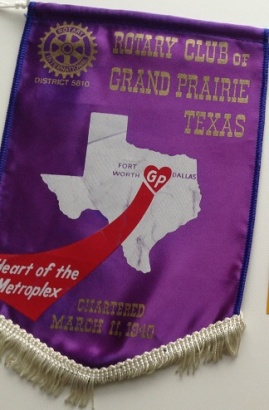 ROTARY
INTERNATIONAL
DISTRICT 5810
ROTARY CLUB OF
GRAND PRAIRIE
TEXAS
FORT
WORTH
GP
DALLAS
Heart of the
Metroplex
CHARTERED
MARCH 11, 1940